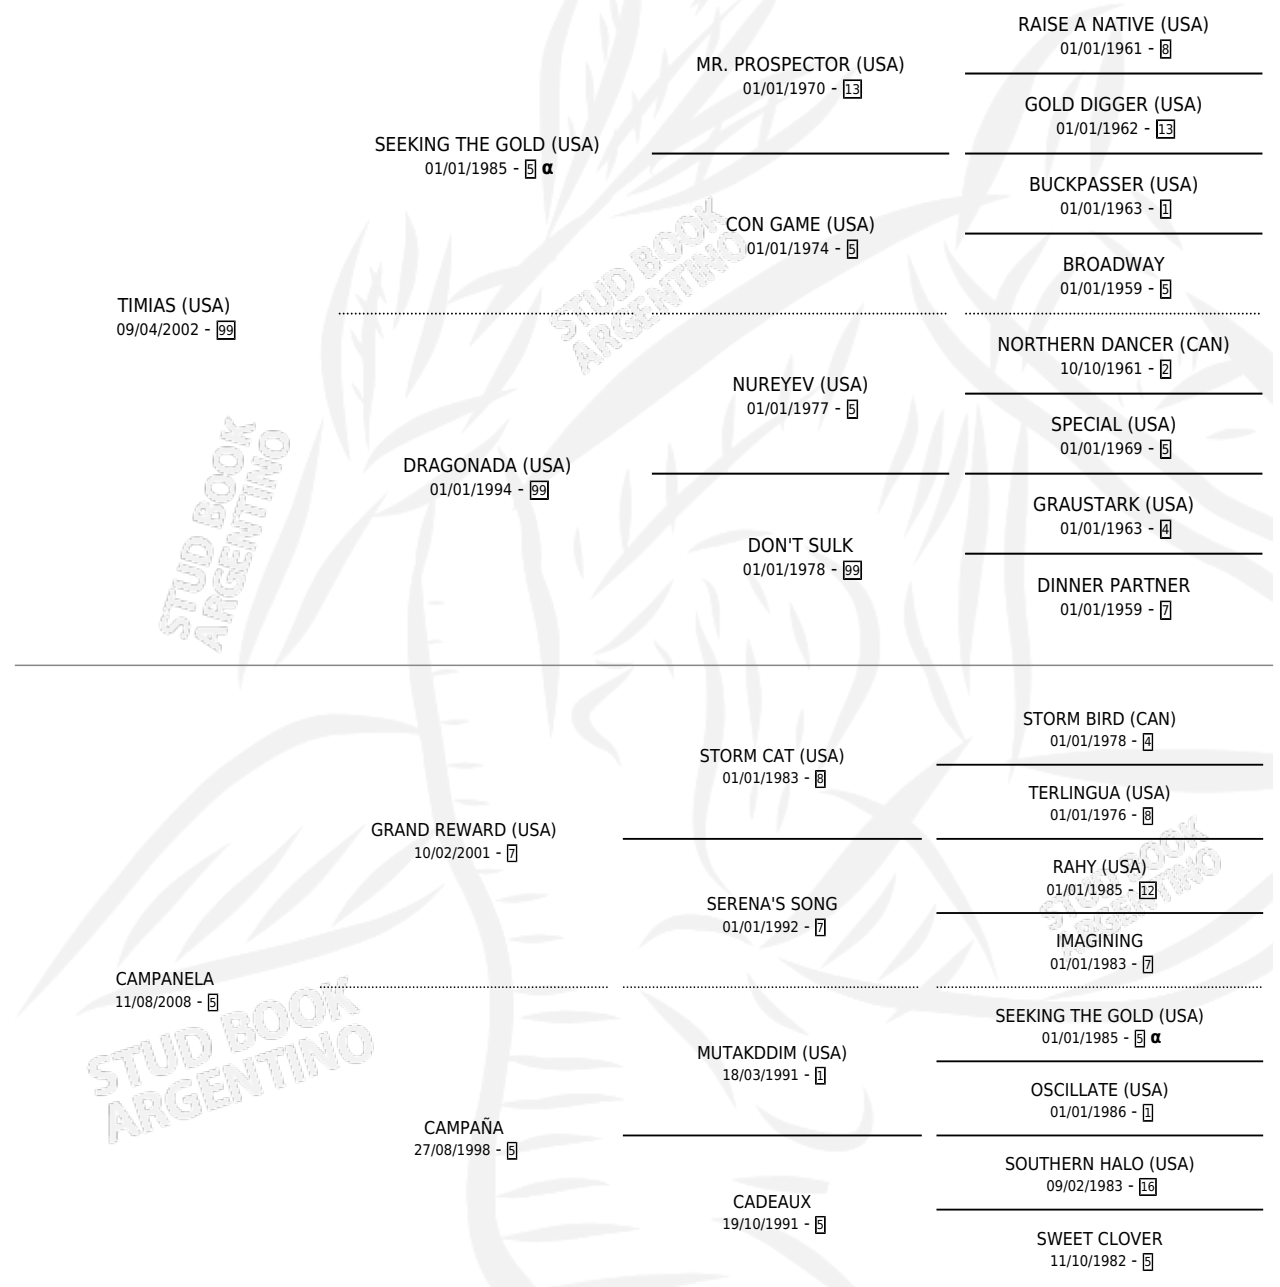 RAISE A NATIVE (USA)
01/01/1961 - 8
MR. PROSPECTOR (USA)
01/01/1970 - 13
GOLD DIGGER (USA)
01/01/1962 - 13
SEEKING THE GOLD (USA)
01/01/1985 - 5 α
BUCKPASSER (USA)
01/01/1963 - 1
CON GAME (USA)
01/01/1974 - 5
BROADWAY
01/01/1959 - 5
TIMIAS (USA)
09/04/2002 - 99
NORTHERN DANCER (CAN)
10/10/1961 - 2
NUREYEV (USA)
01/01/1977 - 5
SPECIAL (USA)
01/01/1969 - 5
DRAGONADA (USA)
01/01/1994 - 99
GRAUSTARK (USA)
01/01/1963 - 4
DON'T SULK
01/01/1978 - 99
DINNER PARTNER
01/01/1959 - 7
STORM BIRD (CAN)
01/01/1978 - 4
STORM CAT (USA)
01/01/1983 - 8
TERLINGUA (USA)
01/01/1976 - 8
GRAND REWARD (USA)
10/02/2001 - 7
RAHY (USA)
01/01/1985 - 12
SERENA'S SONG
01/01/1992 - 7
IMAGINING
01/01/1983 - 7
CAMPANELA
11/08/2008 - 5
SEEKING THE GOLD (USA)
01/01/1985 - 5 α
MUTAKDDIM (USA)
18/03/1991 - 1
OSCILLATE (USA)
01/01/1986 - 1
CAMPAÑA
27/08/1998 - 5
SOUTHERN HALO (USA)
09/02/1983 - 16
CADEAUX
19/10/1991 - 5
SWEET CLOVER
11/10/1982 - 5
STUD BOOK
ARGENTINO
STUD BOOK
ARGENTINO
STUD BOOK
ARGENTINO
STUD BOOK
ARGENTINO